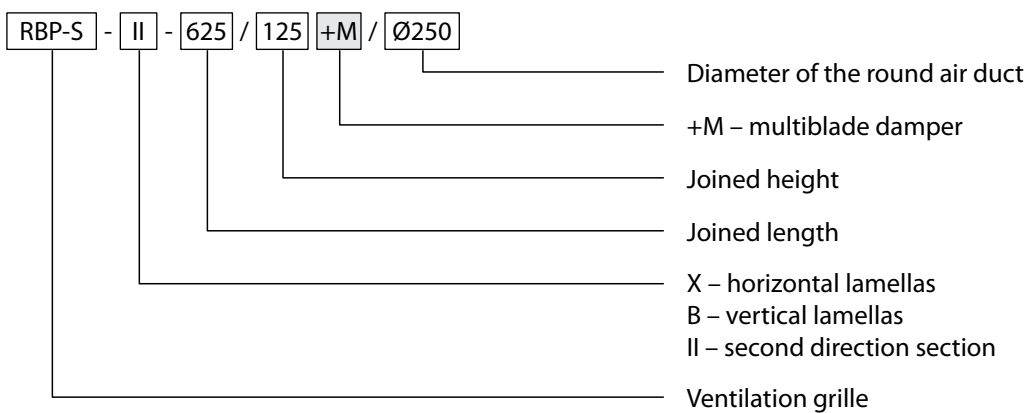 RBP-S - II - 625 / 125 +M / Ø250
Diameter of the round air duct
+M – multiblade damper
Joined height
Joined length
X – horizontal lamellas
B – vertical lamellas
II – second direction section
Ventilation grille